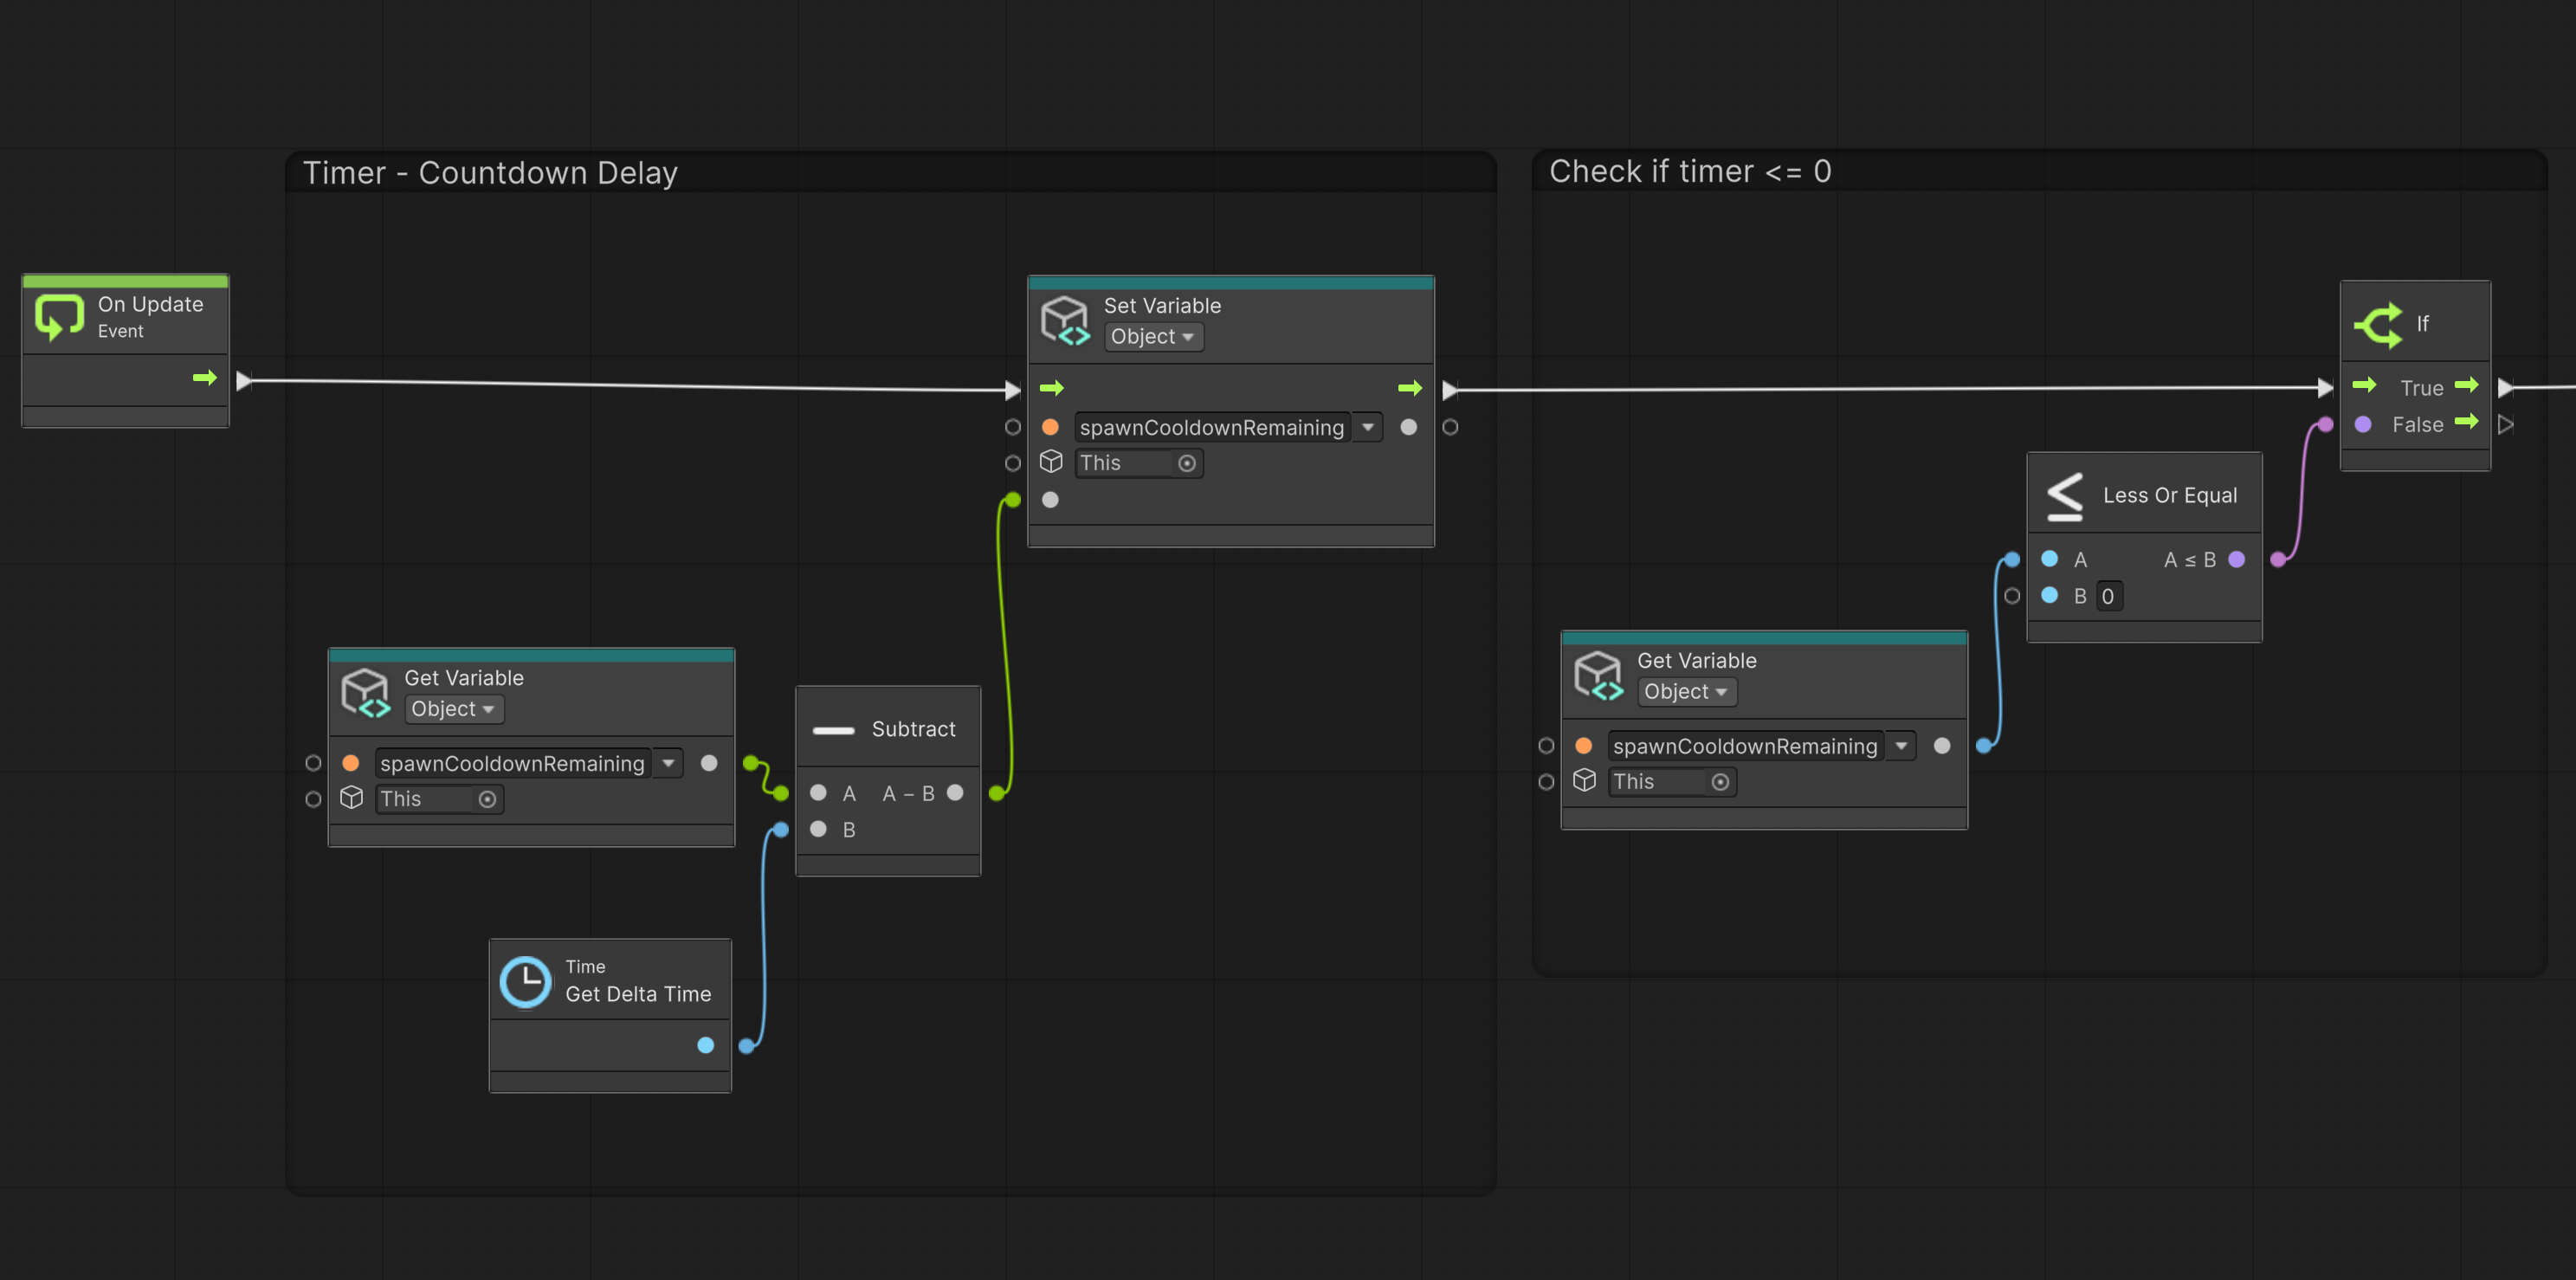 Timer - Countdown Delay
Check if timer <= 0
On Update
Event
Set Variable
Object
spawnCooldownRemaining
This
Get Variable
Object
spawnCooldownRemaining
This
Subtract
A A – B
B
Time
Get Delta Time
If
True
False
Less Or Equal
A A ≤ B
B 0
Get Variable
Object
spawnCooldownRemaining
This